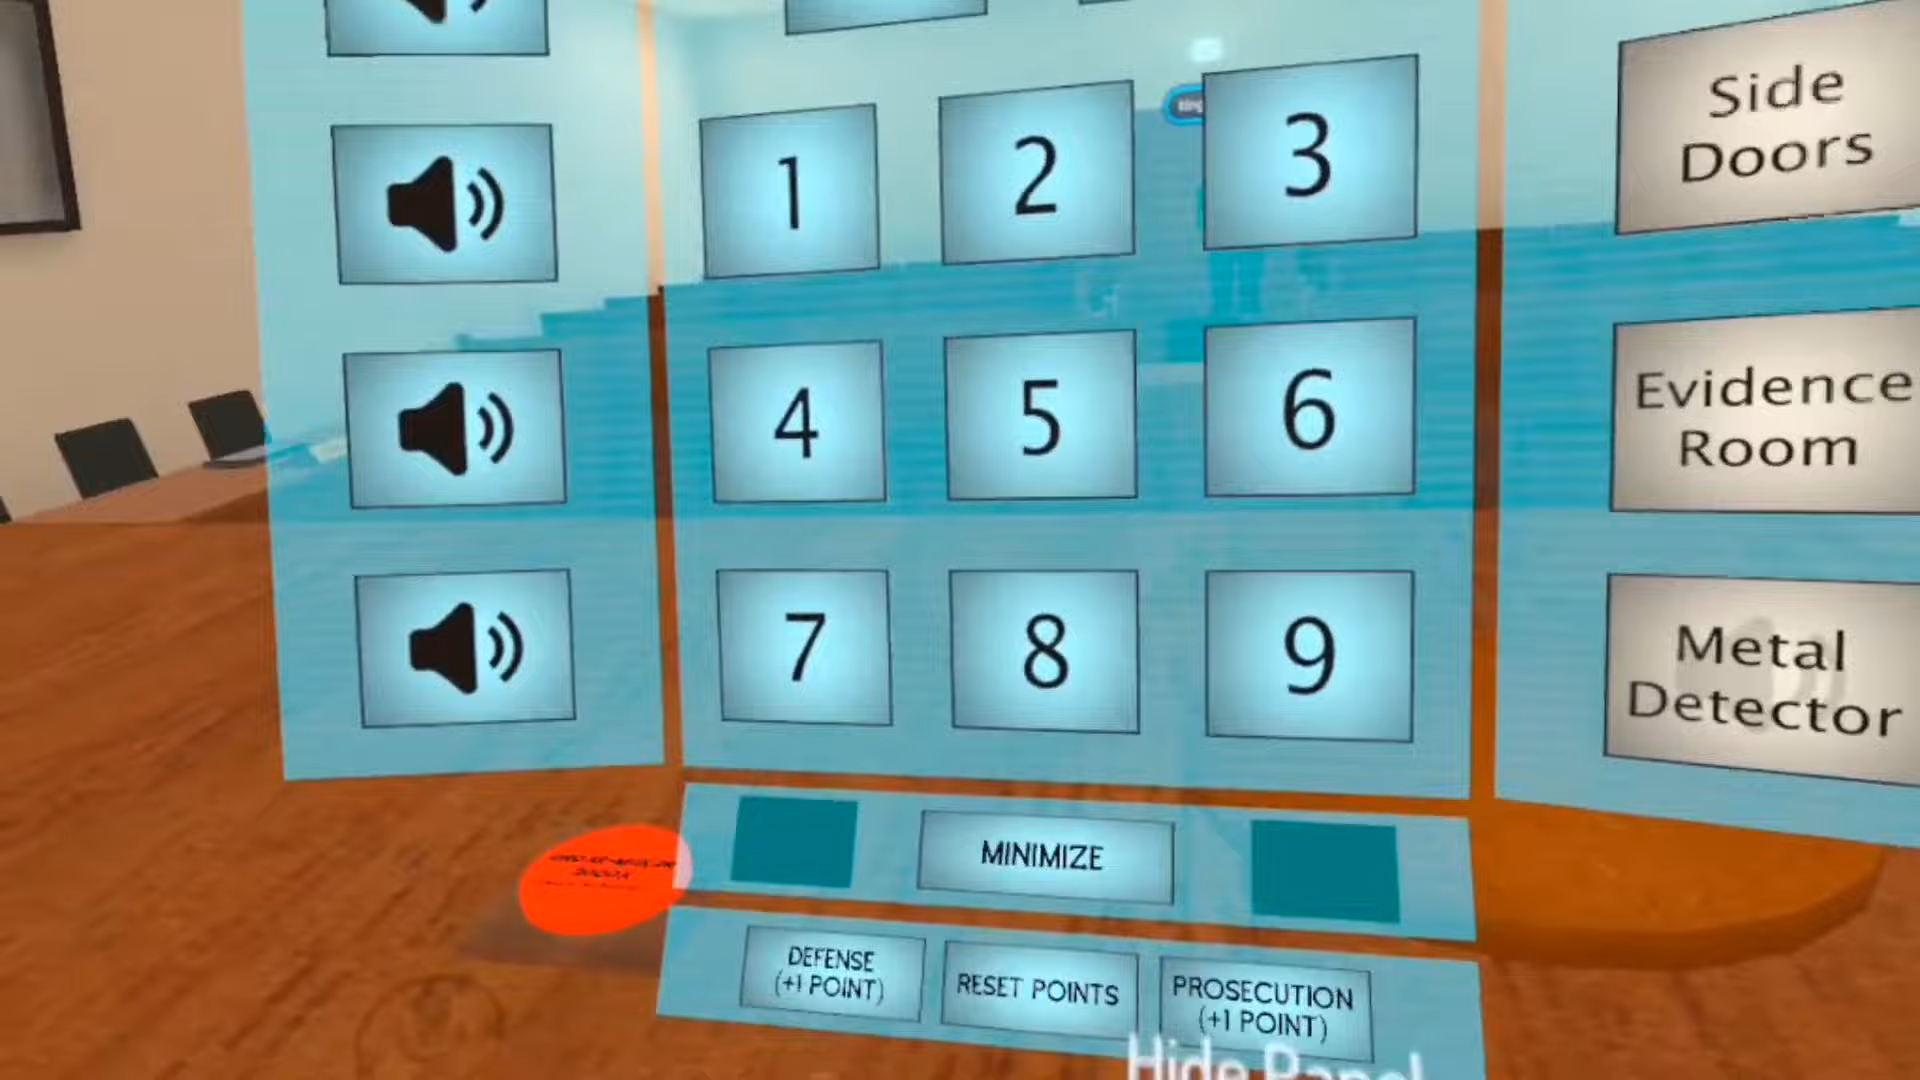 1
2
3
Side
Doors
4
5
6
Evidence
Room
7
8
9
Metal
Detector
MINIMIZE
DEFENSE
(+1 POINT)
RESET POINTS
PROSECUTION
(+1 POINT)
Hide Panel